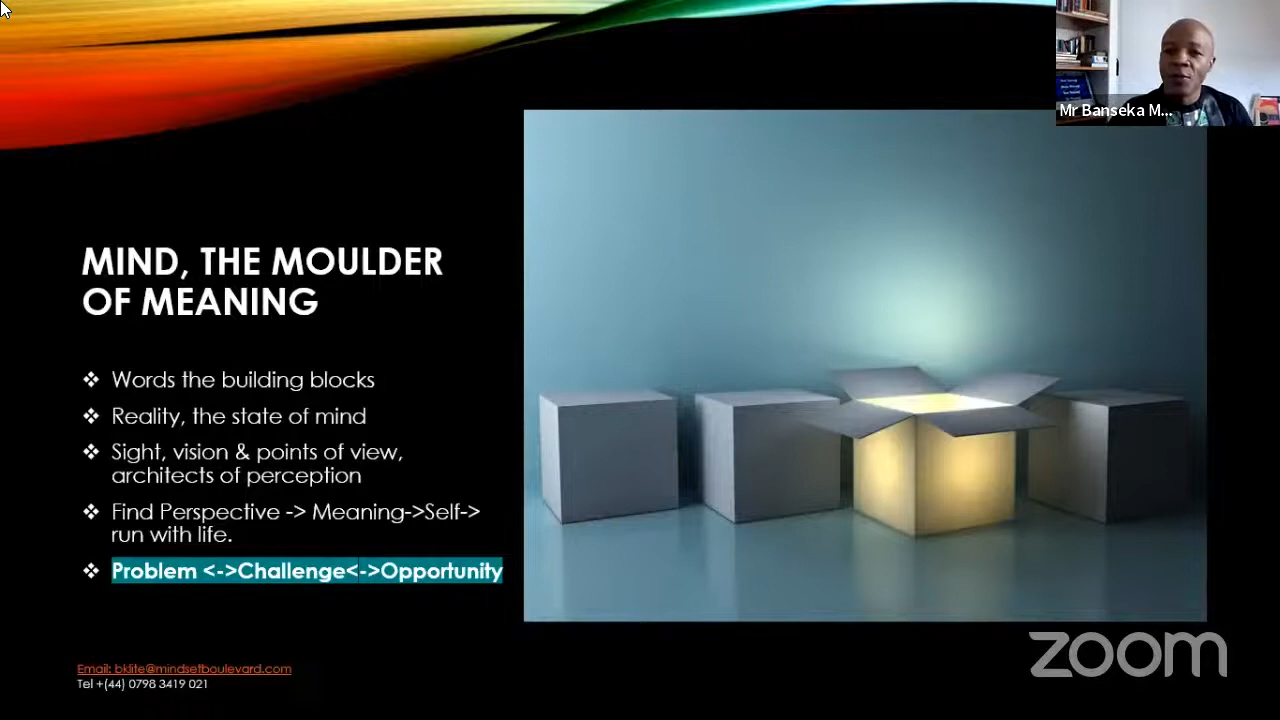 Mr Banseka M...
MIND, THE MOULDER
OF MEANING
❖ Words the building blocks
❖ Reality, the state of mind
❖ Sight, vision & points of view,
architects of perception
❖ Find Perspective -> Meaning->Self->
run with life.
❖ Problem <->Challenge<->Opportunity
Email: bklite@mindsetboulevard.com
Tel +(44) 0798 3419 021
zoom